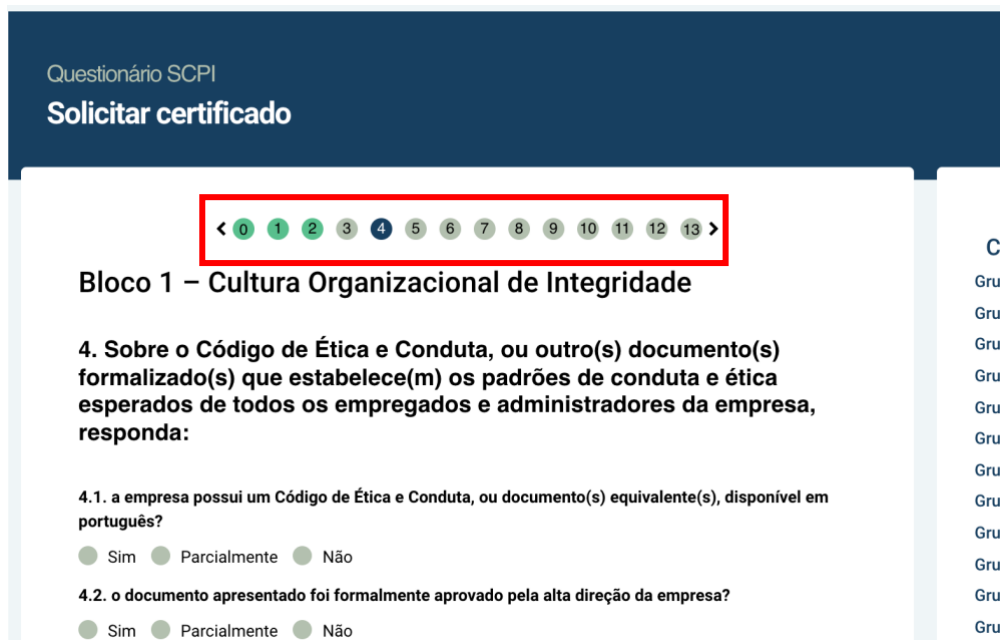 Questionário SCPI
Solicitar certificado
0 1 2 3 4 5 6 7 8 9 10 11 12 13
Bloco 1 – Cultura Organizacional de Integridade
4. Sobre o Código de Ética e Conduta, ou outro(s) documento(s)
formalizado(s) que estabelece(m) os padrões de conduta e ética
esperados de todos os empregados e administradores da empresa,
responda:
4.1. a empresa possui um Código de Ética e Conduta, ou documento(s) equivalente(s), disponível em
português?
Sim Parcialmente Não
4.2. o documento apresentado foi formalmente aprovado pela alta direção da empresa?
Sim Parcialmente Não
C
Gru
Gru
Gru
Gru
Gru
Gru
Gru
Gru
Gru
Gru
Gru
Gru